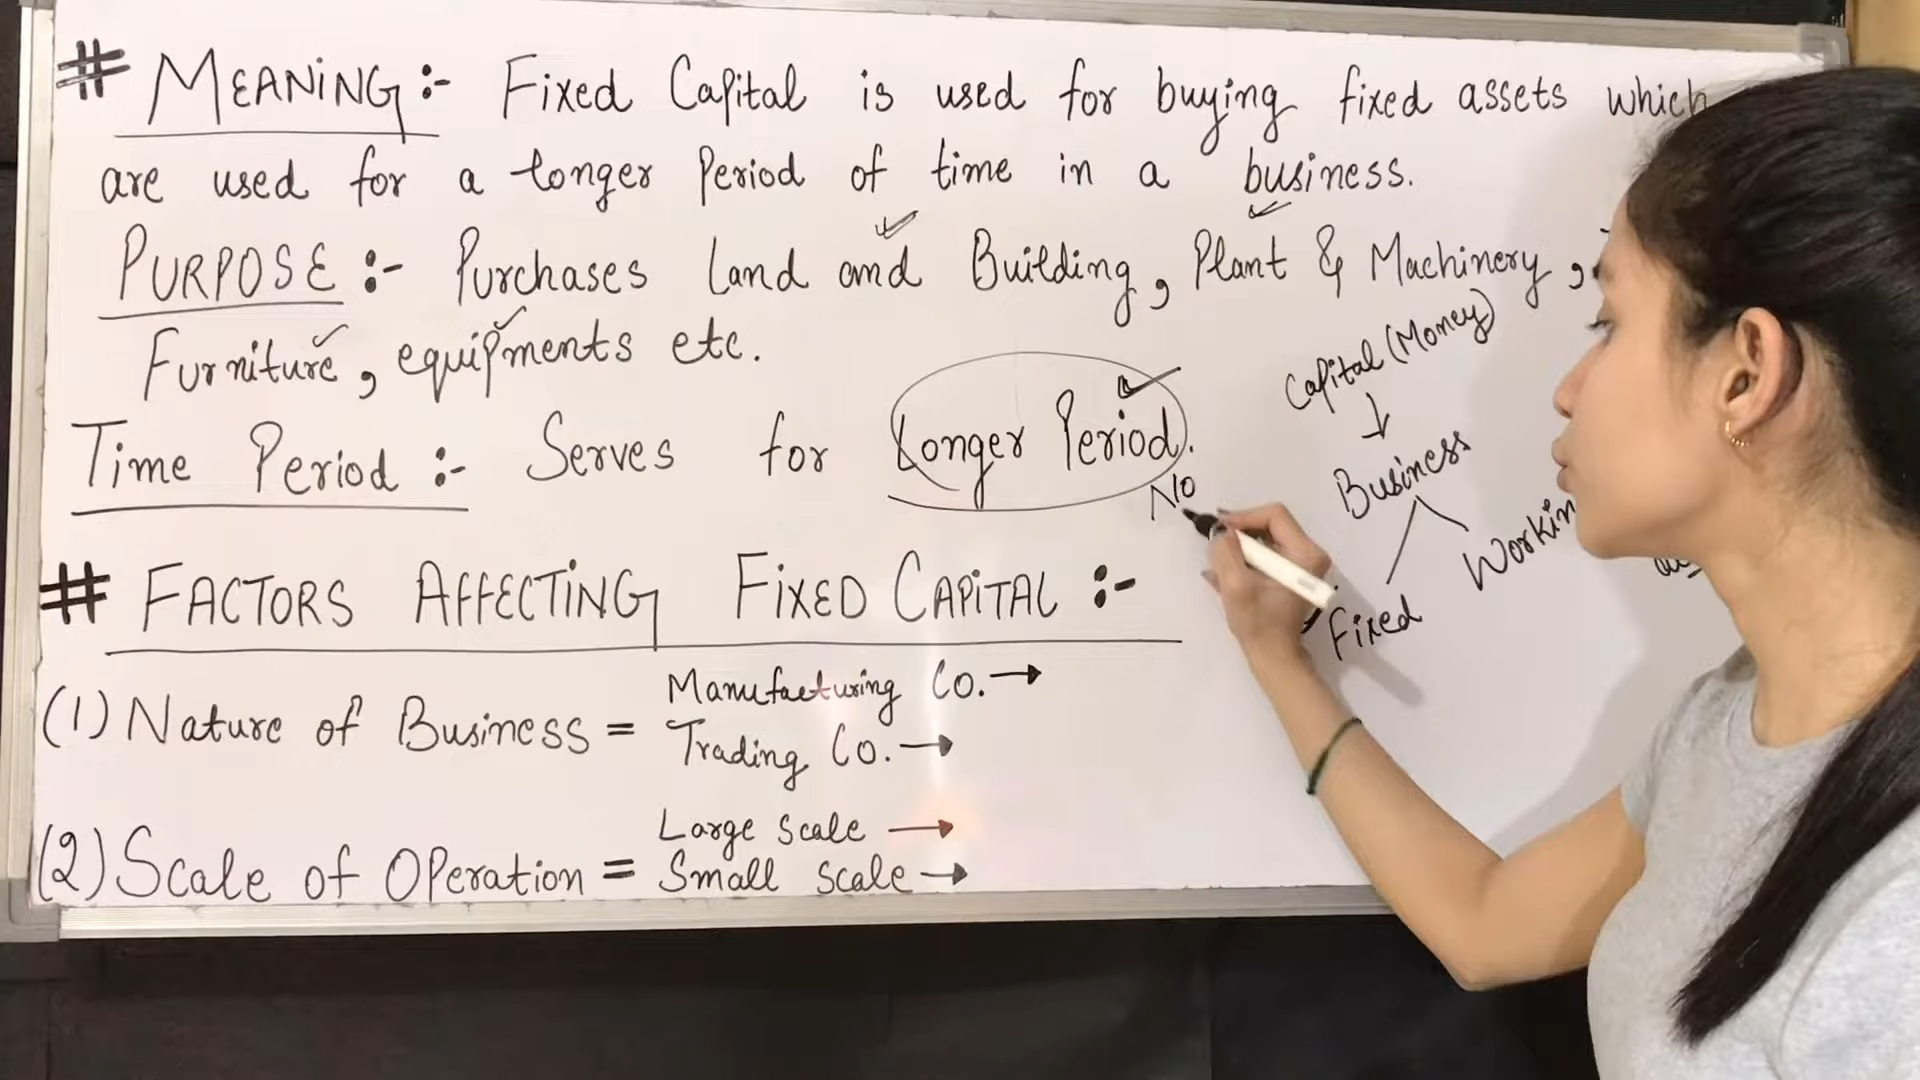 # MEANING:- Fixed Capital is used for buying fixed assets which
are used for a longer Period of time in a business.
PURPOSE:- Purchases Land and Building, Plant & Machinery,
Furniture, equipments etc.
Time Period:- Serves for Longer Period.
No
Capital (Money)
Business
Fixed
# FACTORS AFFECTING FIXED CAPITAL:-
(1) Nature of Business = Manufacturing Co. →
Trading Co. →
(2) Scale of Operation = Large Scale →
Small Scale →